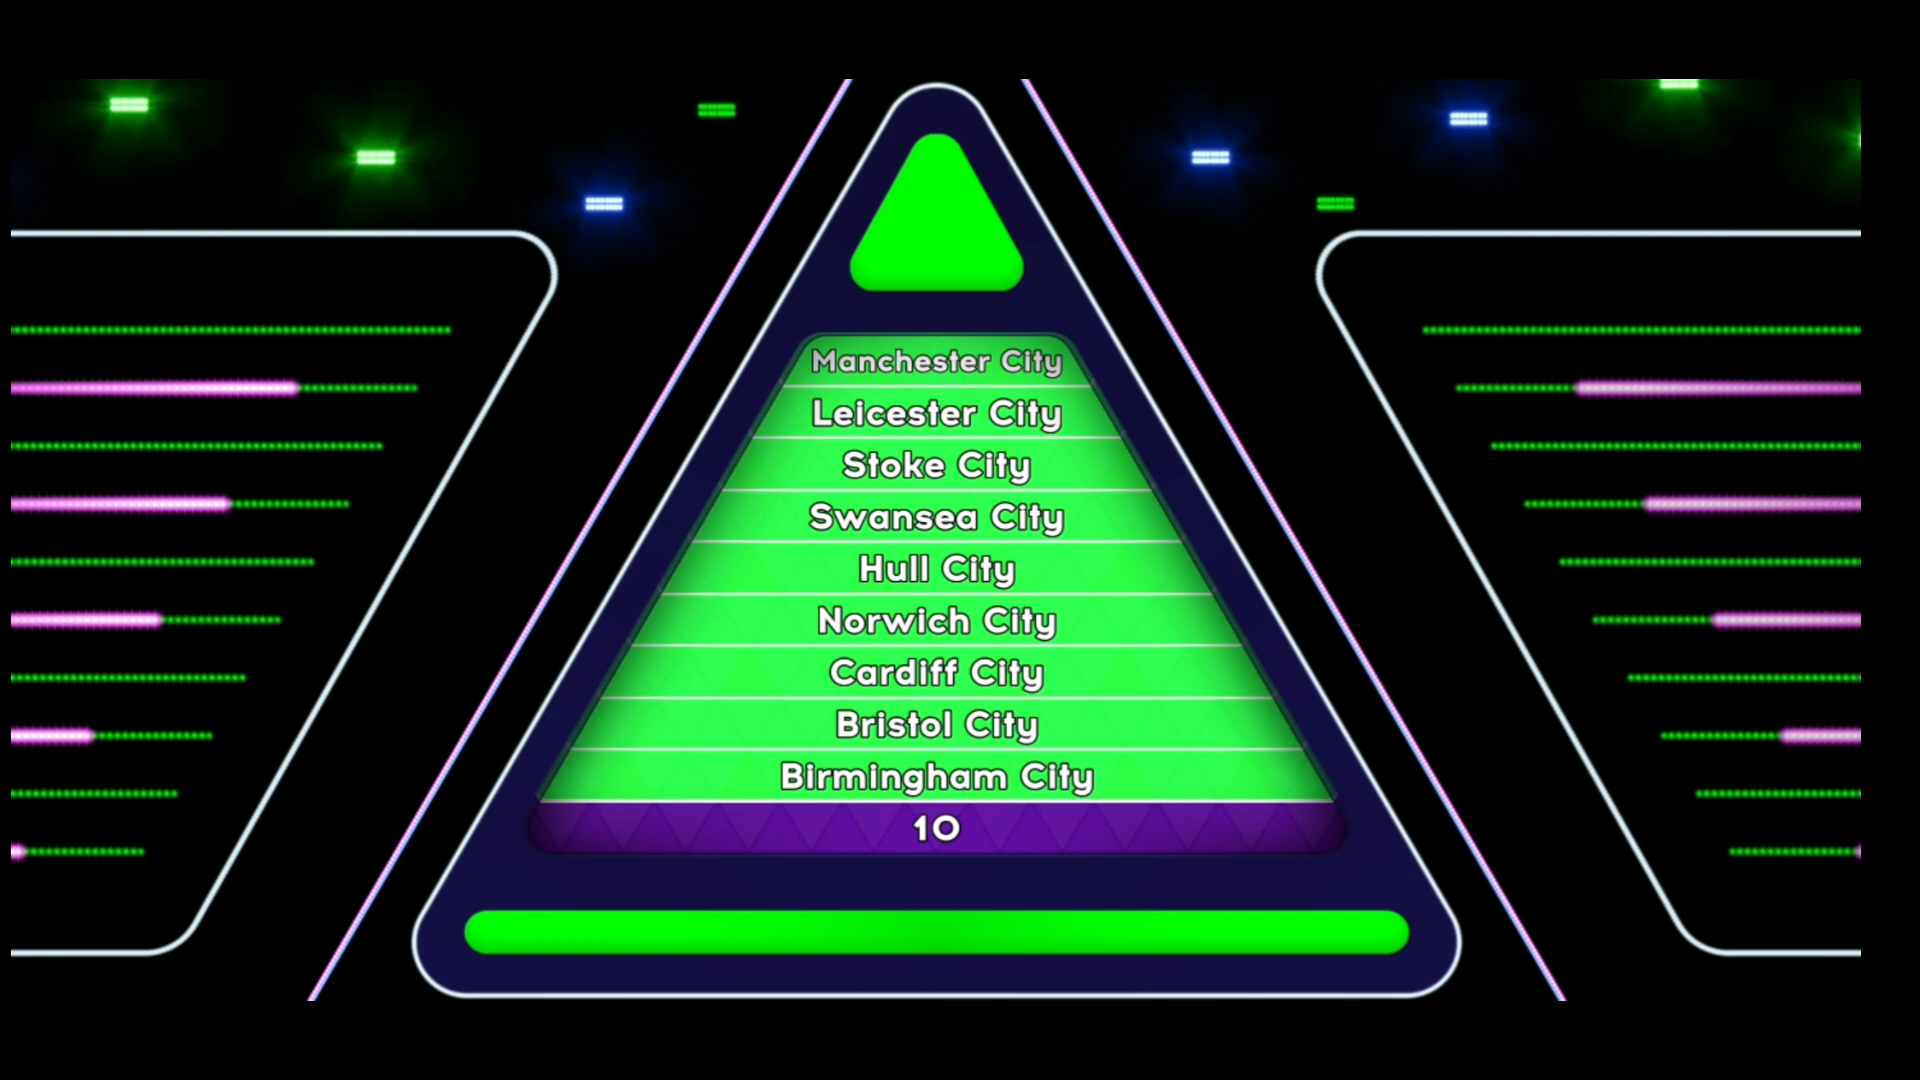 Manchester City
Leicester City
Stoke City
Swansea City
Hull City
Norwich City
Cardiff City
Bristol City
Birmingham City
10